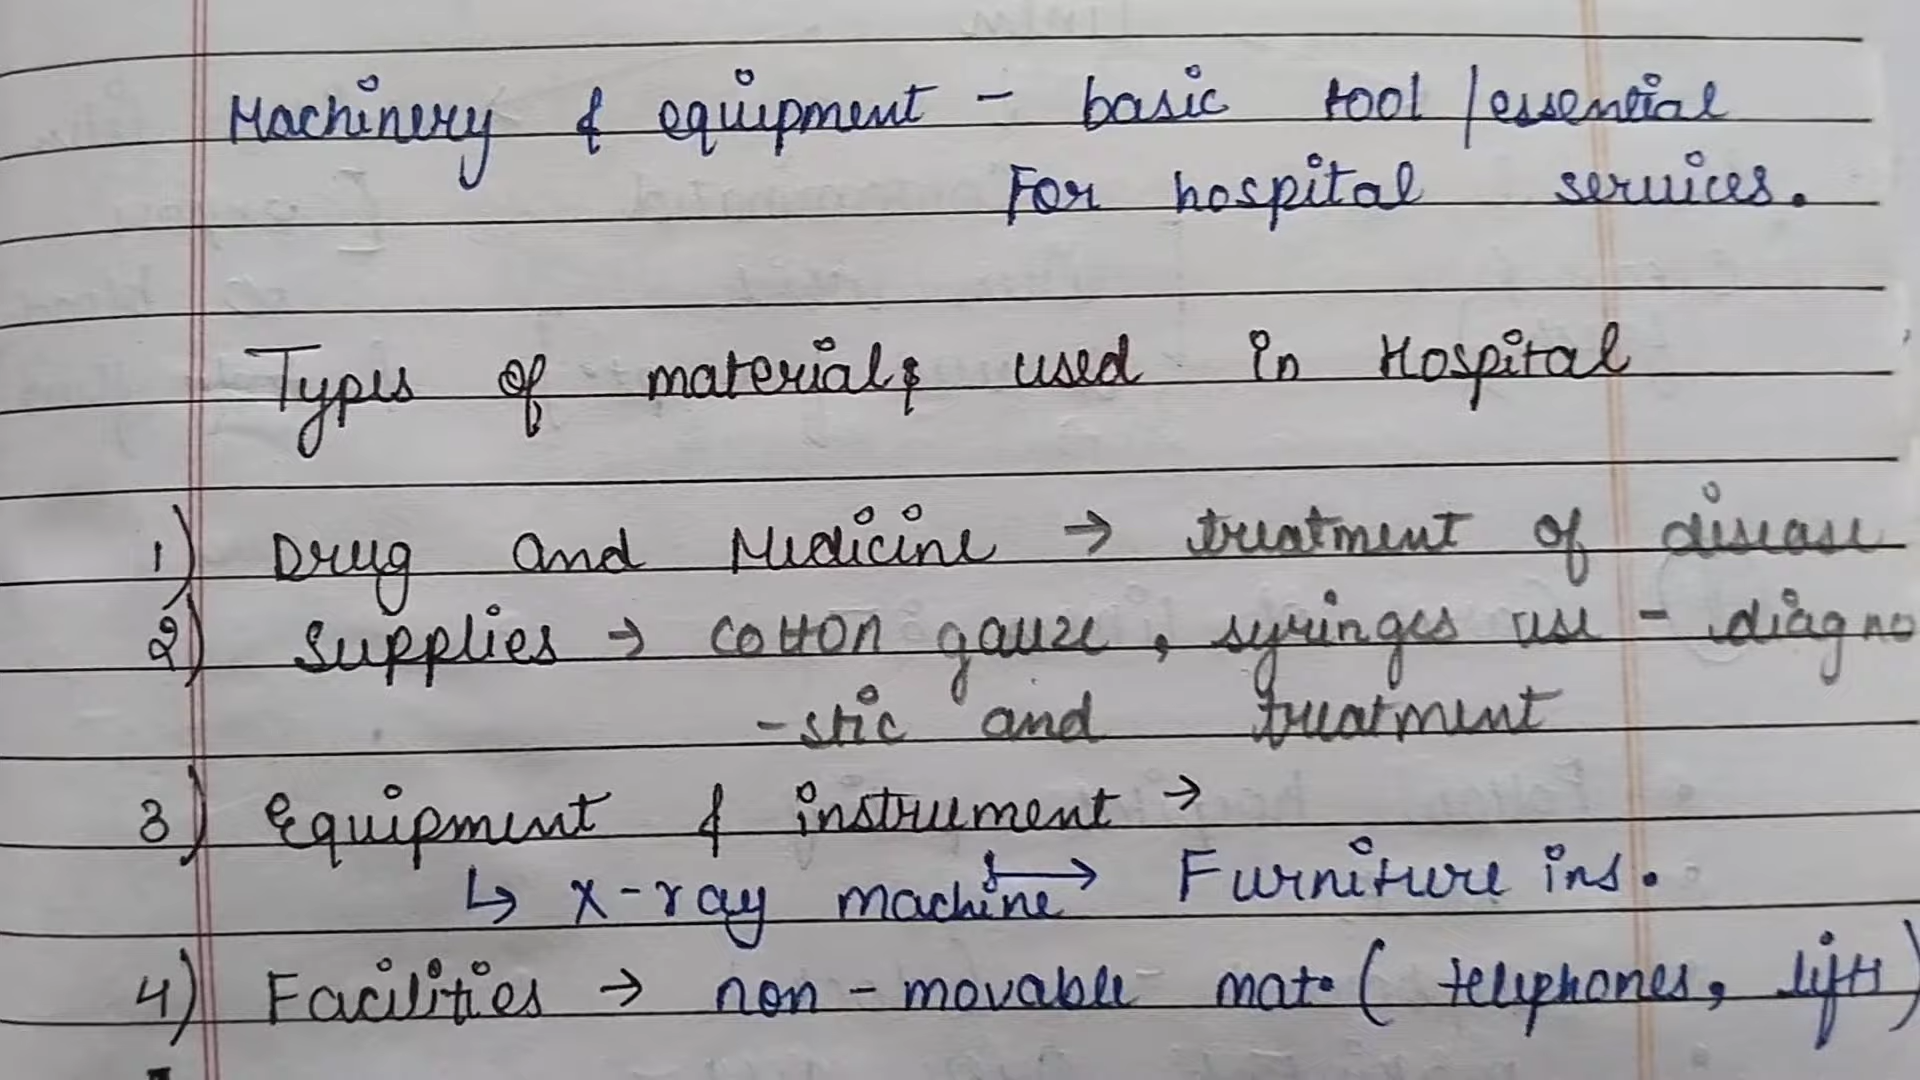 Machinery & equipment - basic tool / essential
For hospital services.
Types of materials used in Hospital
1) Drug and Medicine → treatment of disease
2) Supplies → cotton gauze, syringes use - diagno
-stic and treatment
3) Equipment & instrument →
↳ x-ray machine → Furniture ins.
4) Facilities → non-movable mat. (telephones, lifts)